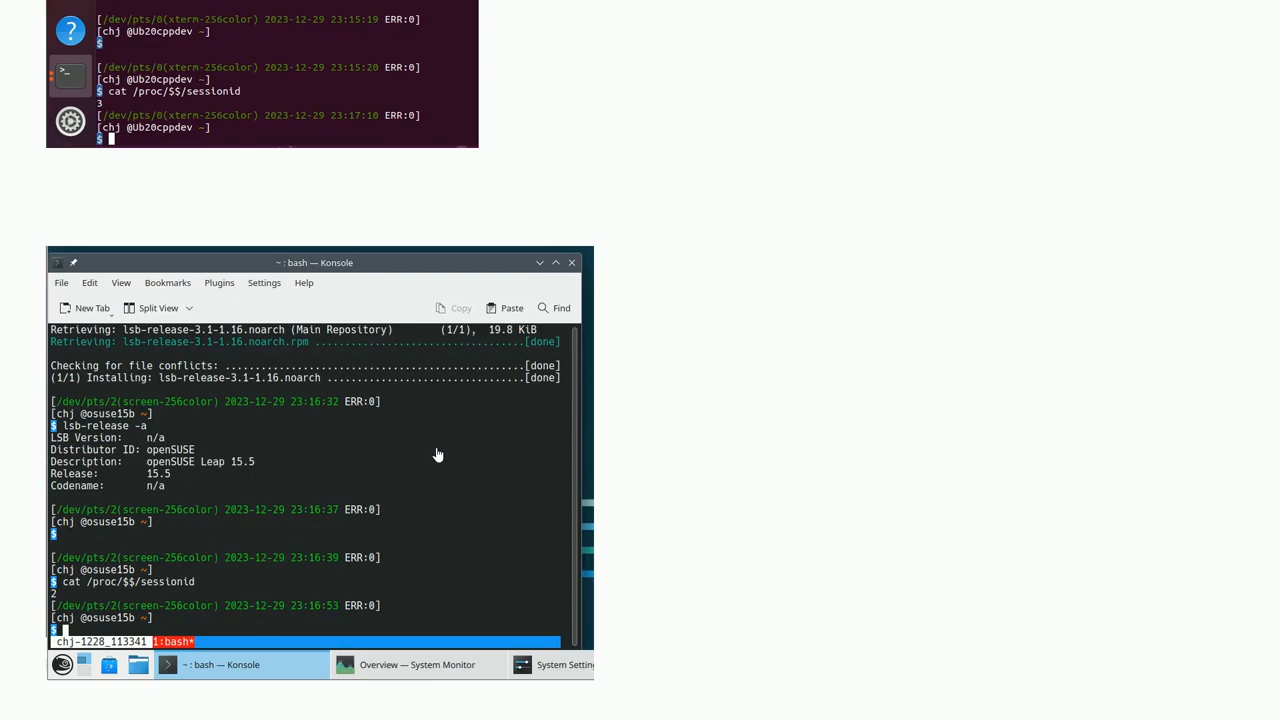 [/dev/pts/0(xterm-256color) 2023-12-29 23:15:19 ERR:0]
[chj @Ub20cppdev ~]
$
[/dev/pts/0(xterm-256color) 2023-12-29 23:15:20 ERR:0]
[chj @Ub20cppdev ~]
$ cat /proc/$$/sessionid
3
[/dev/pts/0(xterm-256color) 2023-12-29 23:17:10 ERR:0]
[chj @Ub20cppdev ~]
$
~ : bash — Konsole
File Edit View Bookmarks Plugins Settings Help
New Tab Split View Copy Paste Find
Retrieving: lsb-release-3.1-1.16.noarch (Main Repository) (1/1), 19.8 KiB
Retrieving: lsb-release-3.1-1.16.noarch.rpm ...................................[done]
Checking for file conflicts: ..................................................[done]
(1/1) Installing: lsb-release-3.1-1.16.noarch .................................[done]
[/dev/pts/2(screen-256color) 2023-12-29 23:16:32 ERR:0]
[chj @osuse15b ~]
$ lsb-release -a
LSB Version: n/a
Distributor ID: openSUSE
Description: openSUSE Leap 15.5
Release: 15.5
Codename: n/a
[/dev/pts/2(screen-256color) 2023-12-29 23:16:37 ERR:0]
[chj @osuse15b ~]
$
[/dev/pts/2(screen-256color) 2023-12-29 23:16:39 ERR:0]
[chj @osuse15b ~]
$ cat /proc/$$/sessionid
2
[/dev/pts/2(screen-256color) 2023-12-29 23:16:53 ERR:0]
[chj @osuse15b ~]
$
chj-1228_113341 1:bash*
~ : bash — Konsole Overview — System Monitor System Settin